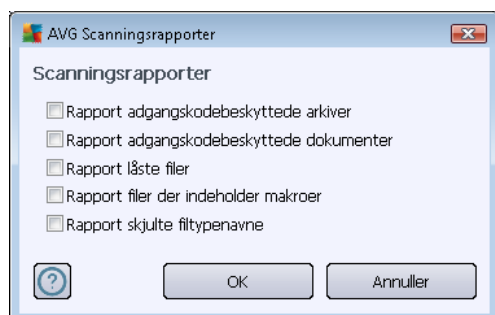 AVG Scanningsrapporter
Scanningsrapporter
Rapport adgangskodebeskyttede arkiver
Rapport adgangskodebeskyttede dokumenter
Rapport låste filer
Rapport filer der indeholder makroer
Rapport skjulte filtypenavne
?
OK
Annuller